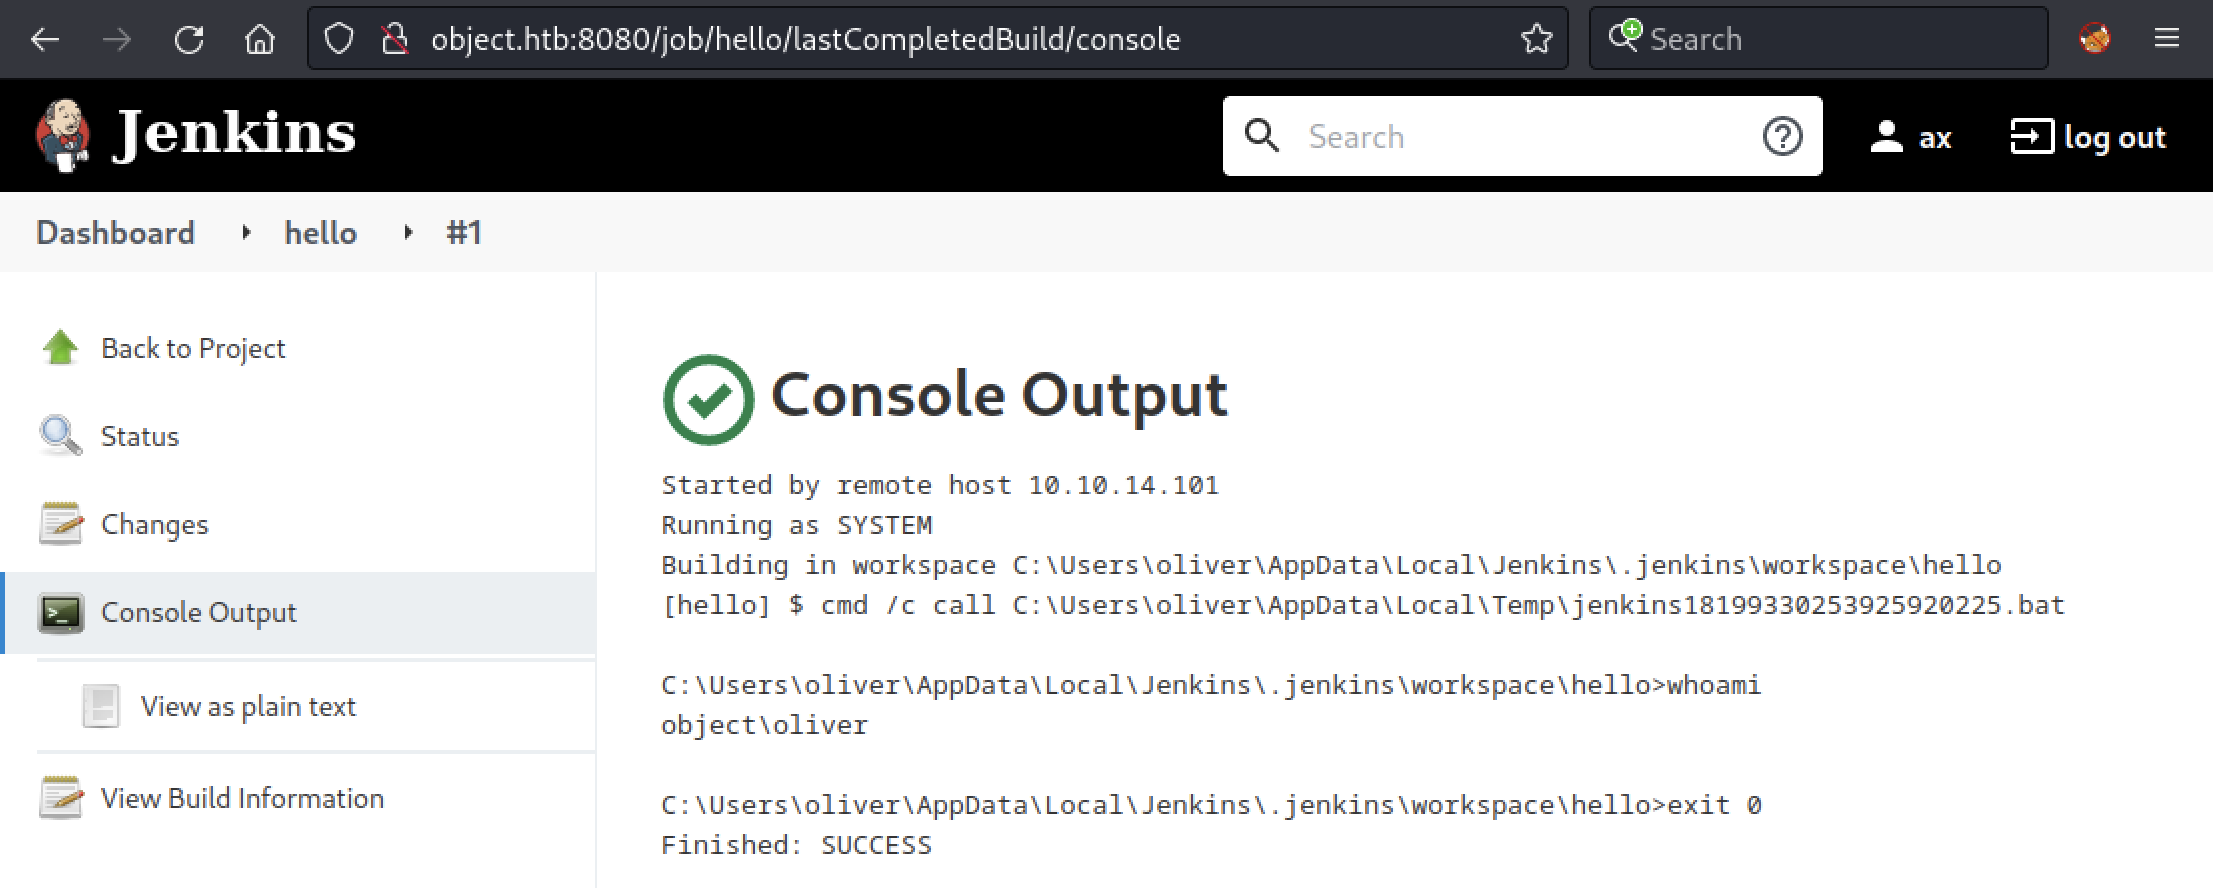 object.htb:8080/job/hello/lastCompletedBuild/console
Search
Jenkins
Search
ax
log out
Dashboard
hello
#1
Back to Project
Status
Changes
Console Output
View as plain text
View Build Information
Console Output
Started by remote host 10.10.14.101
Running as SYSTEM
Building in workspace C:\Users\oliver\AppData\Local\Jenkins\.jenkins\workspace\hello
[hello] $ cmd /c call C:\Users\oliver\AppData\Local\Temp\jenkins18199330253925920225.bat
C:\Users\oliver\AppData\Local\Jenkins\.jenkins\workspace\hello>whoami
object\oliver
C:\Users\oliver\AppData\Local\Jenkins\.jenkins\workspace\hello>exit 0
Finished: SUCCESS